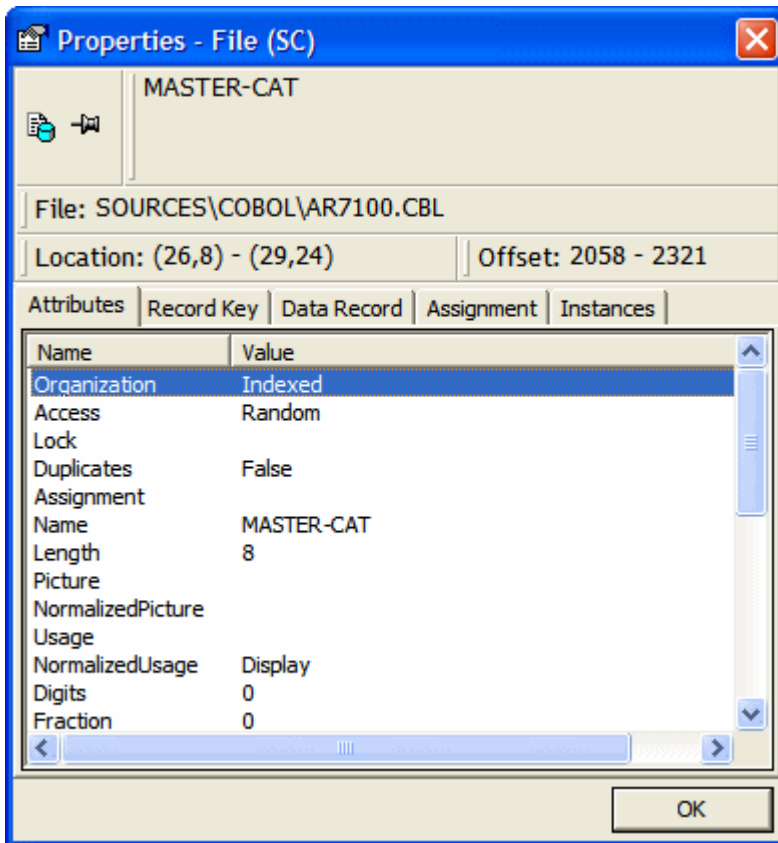 Properties - File (SC)
MASTER-CAT
File: SOURCES\COBOL\AR7100.CBL
Location: (26,8) - (29,24) Offset: 2058 - 2321
Attributes Record Key Data Record Assignment Instances
Name Value
Organization Indexed
Access Random
Lock
Duplicates False
Assignment
Name MASTER-CAT
Length 8
Picture
NormalizedPicture
Usage
NormalizedUsage Display
Digits 0
Fraction 0
OK